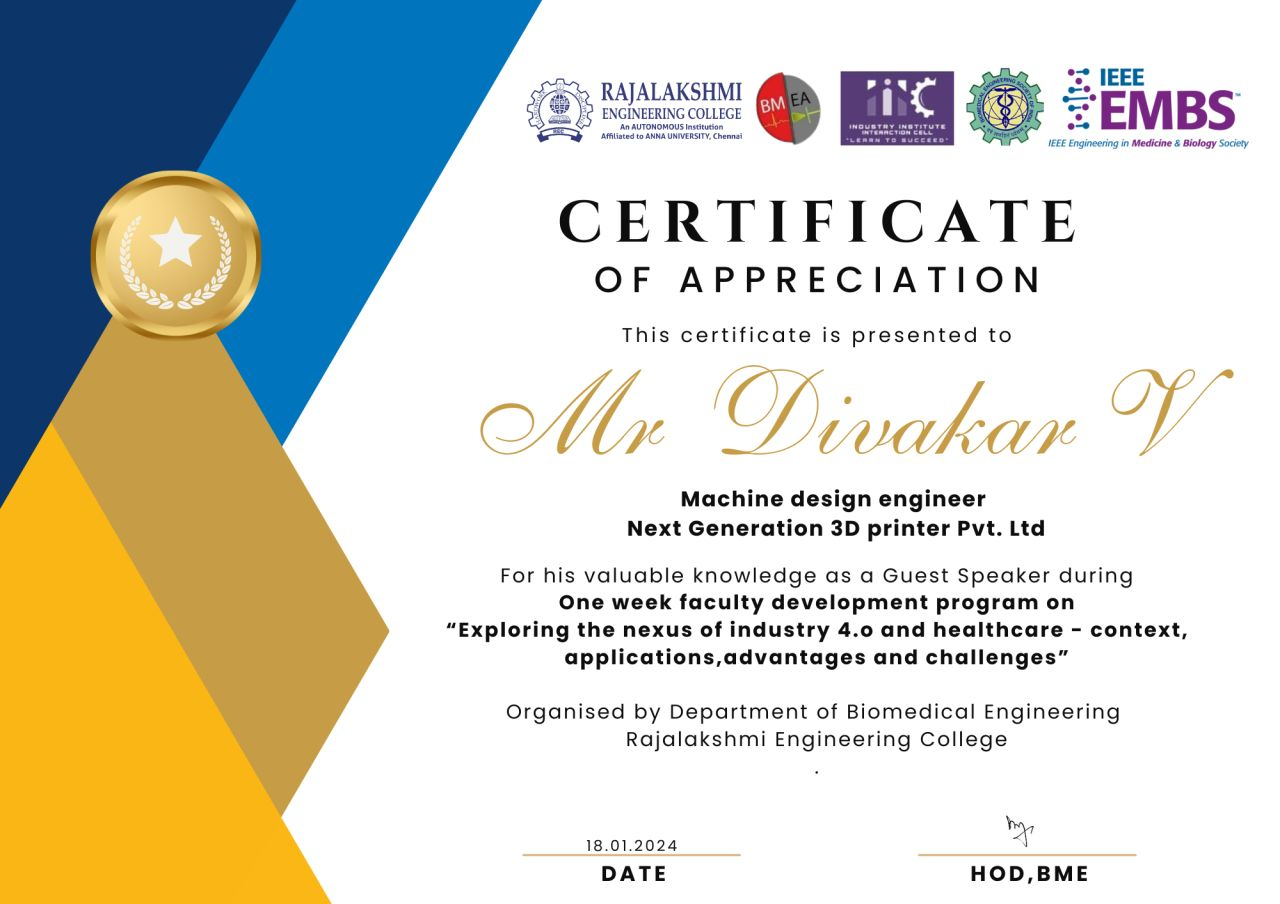 RAJALAKSHMI
ENGINEERING COLLEGE
An AUTONOMOUS Institution
Affiliated to ANNA UNIVERSITY, Chennai
REC
BM EA
IIIC
INDUSTRY INSTITUTE
INTERACTION CELL
"LEARN TO SUCCEED"
IEEE
EMBS™
IEEE Engineering in Medicine & Biology Society
CERTIFICATE
OF APPRECIATION
This certificate is presented to
Mr Divakar V
Machine design engineer
Next Generation 3D printer Pvt. Ltd
For his valuable knowledge as a Guest Speaker during
One week faculty development program on
“Exploring the nexus of industry 4.o and healthcare - context,
applications,advantages and challenges”
Organised by Department of Biomedical Engineering
Rajalakshmi Engineering College
.
18.01.2024
DATE
HOD,BME